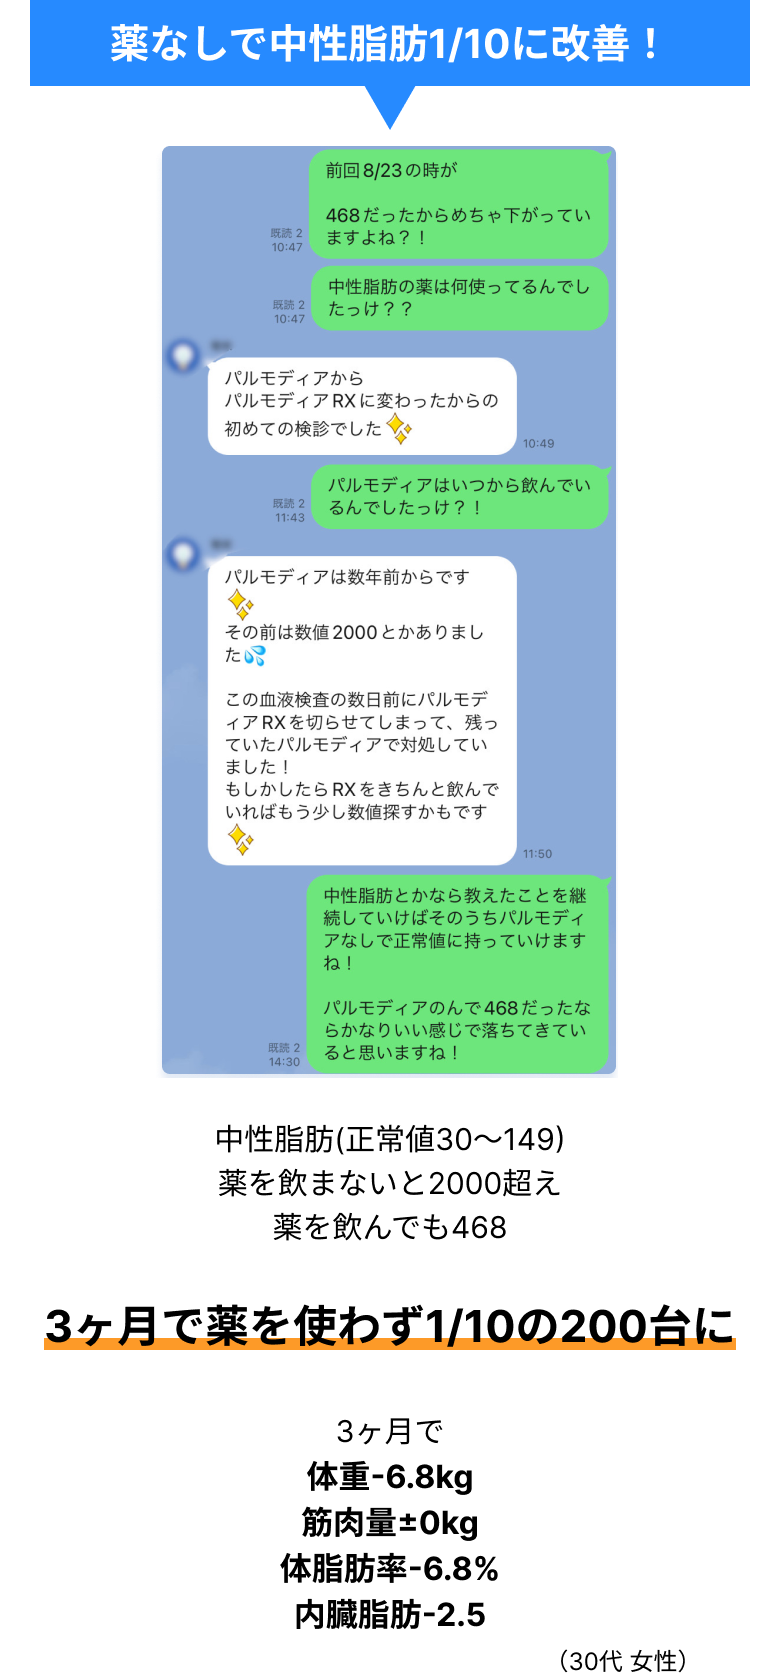 薬なしで中性脂肪1/10に改善！
前回8/23の時が
468だったからめちゃ下がってい
ますよね？！
既読 2
10:47
中性脂肪の薬は何使ってるんでし
たっけ？？
既読 2
10:47
パルモディアから
パルモディアRXに変わったからの
初めての検診でした✨
10:49
パルモディアはいつから飲んでい
るんでしたっけ？！
既読 2
11:43
パルモディアは数年前からです
✨
その前は数値2000とかありまし
た💦
この血液検査の数日前にパルモデ
ィアRXを切らせてしまって、残っ
ていたパルモディアで対処してい
ました！
もしかしたらRXをきちんと飲んで
いればもう少し数値探すかもです
✨
11:50
中性脂肪とかなら教えたことを継
続していけばそのうちパルモディ
アなしで正常値に持っていけます
ね！
パルモディアのんで468だったな
らかなりいい感じで落ちてきてい
ると思いますね！
既読 2
14:30
中性脂肪(正常値30〜149)
薬を飲まないと2000超え
薬を飲んでも468
3ヶ月で薬を使わず1/10の200台に
3ヶ月で
体重-6.8kg
筋肉量±0kg
体脂肪率-6.8%
内臓脂肪-2.5
（30代 女性）